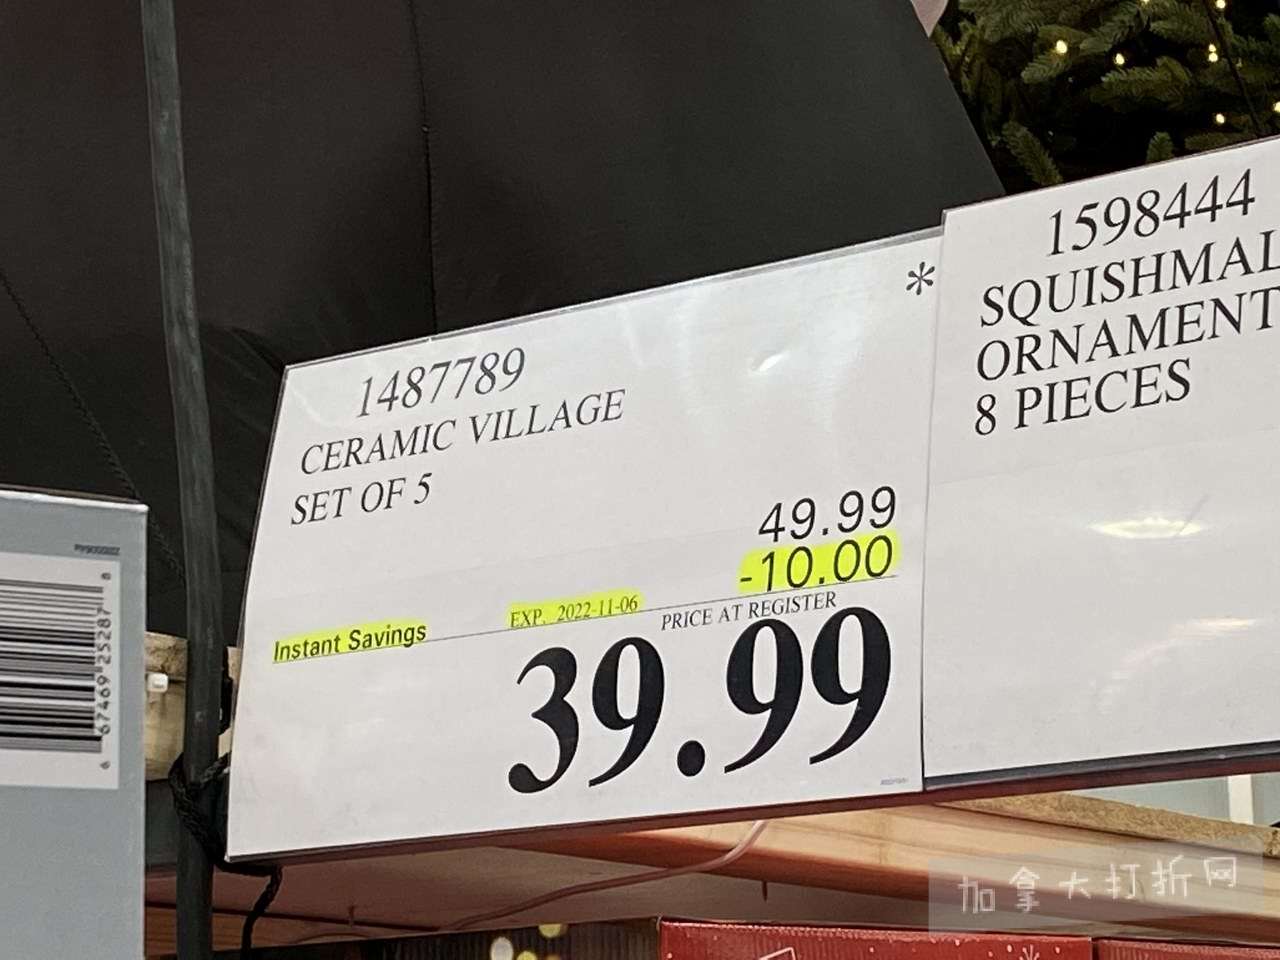 1487789
*
CERAMIC VILLAGE
SET OF 5
49.99
-10.00
Instant Savings
EXP. 2022-11-06
PRICE AT REGISTER
39.99
1598444
SQUISHMAL
ORNAMENT
8 PIECES
加拿大打折网